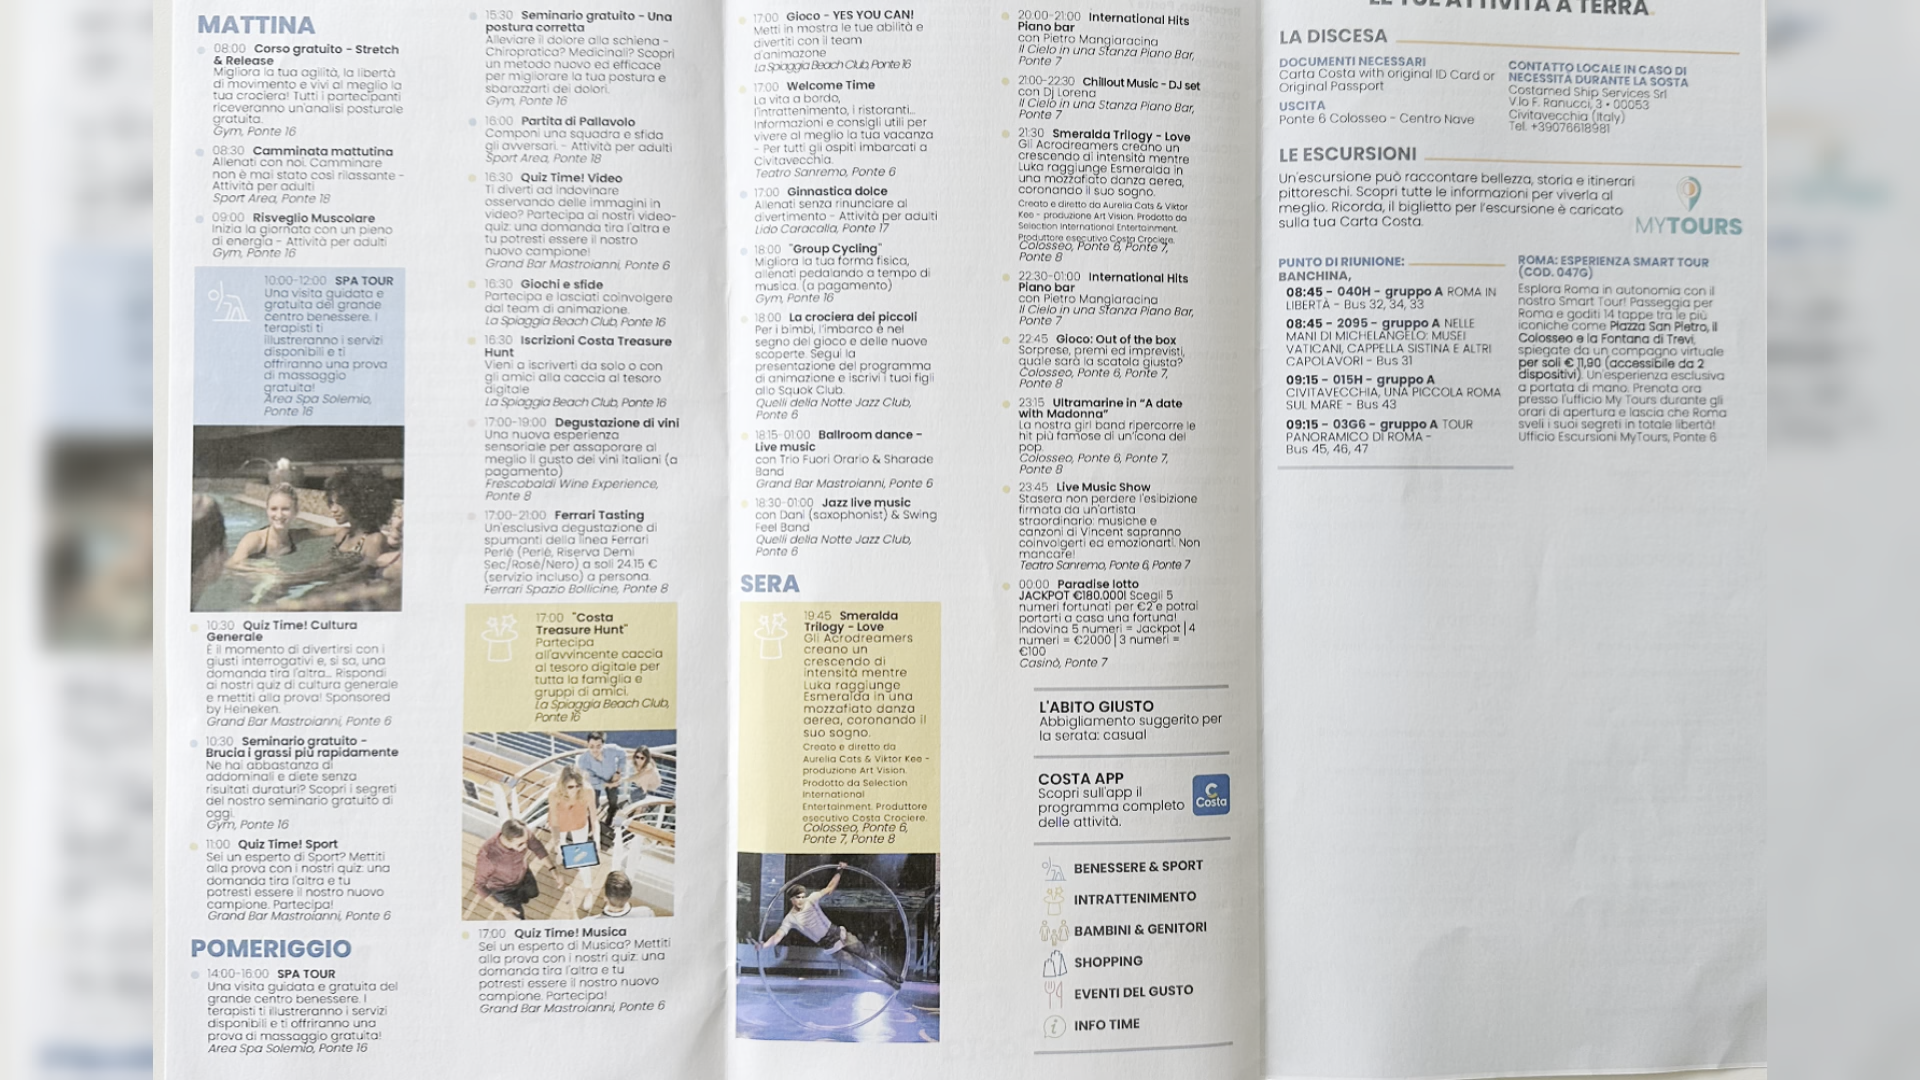 MATTINA
08:00 Corso gratuito - Stretch
& Release
Migliora la tua agilità, la libertà
di movimento e vivi al meglio la
tua crociera! Tutti i partecipanti
riceveranno un'analisi posturale
gratuita.
Gym, Ponte 16
08:30 Camminata mattutina
Allenati con noi. Camminare
non è mai stato così rilassante -
Attività per adulti
Sport Area, Ponte 18
09:00 Risveglio Muscolare
Inizia la giornata con un pieno
di energia - Attività per adulti
Gym, Ponte 16
10:00-12:00 SPA TOUR
Una visita guidata e
gratuita del grande
centro benessere. I
terapisti ti
illustreranno i servizi
disponibili e ti
offriranno una prova
di massaggio
gratuita!
Area Spa Solemio,
Ponte 16
10:30 Quiz Time! Cultura
Generale
È il momento di divertirsi con i
giusti interrogativi e, si sa, una
domanda tira l'altra... Rispondi
ai nostri quiz di cultura generale
e mettiti alla prova! Sponsored
by Heineken.
Grand Bar Mastroianni, Ponte 6
10:30 Seminario gratuito -
Brucia i grassi più rapidamente
Ne hai abbastanza di
addominali e diete senza
risultati duraturi? Scopri i segreti
del nostro seminario gratuito di
oggi.
Gym, Ponte 16
11:00 Quiz Time! Sport
Sei un esperto di Sport? Mettiti
alla prova con i nostri quiz: una
domanda tira l'altra e tu
potresti essere il nostro nuovo
campione. Partecipa!
Grand Bar Mastroianni, Ponte 6
POMERIGGIO
14:00-16:00 SPA TOUR
Una visita guidata e gratuita del
grande centro benessere. I
terapisti ti illustreranno i servizi
disponibili e ti offriranno una
prova di massaggio gratuita!
Area Spa Solemio, Ponte 16
15:30 Seminario gratuito - Una
postura corretta
Alleviare il dolore alla schiena -
Chiropratica? Medicinali? Scopri
un metodo nuovo ed efficace
per migliorare la tua postura e
sbarazzarti dei dolori.
Gym, Ponte 16
16:00 Partita di Pallavolo
Componi una squadra e sfida
gli avversari. - Attività per adulti
Sport Area, Ponte 18
16:30 Quiz Time! Video
Ti diverti ad indovinare
osservando delle immagini in
video? Partecipa ai nostri video-
quiz: una domanda tira l'altra e
tu potresti essere il nostro
nuovo campione!
Grand Bar Mastroianni, Ponte 6
16:30 Giochi e sfide
Partecipa e lasciati coinvolgere
dal team di animazione.
La Spiaggia Beach Club, Ponte 16
16:30 Iscrizioni Costa Treasure
Hunt
Vieni a iscriverti da solo o con
gli amici alla caccia al tesoro
digitale
La Spiaggia Beach Club, Ponte 16
17:00-19:00 Degustazione di vini
Una nuova esperienza
sensoriale per assaporare al
meglio il gusto dei vini Italiani (a
pagamento)
Frescobaldi Wine Experience,
Ponte 8
17:00-21:00 Ferrari Tasting
Un'esclusiva degustazione di
spumanti della linea Ferrari
Perlé (Perlé, Riserva Demi
Sec/Rosé/Nero) a soli 24.15 €
(servizio incluso) a persona.
Ferrari Spazio Bollicine, Ponte 8
17:00 "Costa
Treasure Hunt"
Partecipa
all'avvincente caccia
al tesoro digitale per
tutta la famiglia e
gruppi di amici.
La Spiaggia Beach Club,
Ponte 16
17:00 Quiz Time! Musica
Sei un esperto di Musica? Mettiti
alla prova con i nostri quiz: una
domanda tira l'altra e tu
potresti essere il nostro nuovo
campione. Partecipa!
Grand Bar Mastroianni, Ponte 6
17:00 Gioco - YES YOU CAN!
Metti in mostra le tue abilità e
divertiti con il team
d'animazione
La Spiaggia Beach Club, Ponte 16
17:00 Welcome Time
La vita a bordo,
l'intrattenimento, i ristoranti...
Informazioni e consigli utili per
vivere al meglio la tua vacanza
- Per tutti gli ospiti imbarcati a
Civitavecchia.
Teatro Sanremo, Ponte 6
17:00 Ginnastica dolce
Allenati senza rinunciare al
divertimento - Attività per adulti
Lido Caracalla, Ponte 17
18:00 "Group Cycling"
Migliora la tua forma fisica,
allenati pedalando a tempo di
musica. (a pagamento)
Gym, Ponte 16
18:00 La crociera dei piccoli
Per i bimbi, l'imbarco è nel
segno del gioco e delle nuove
scoperte. Segui la
presentazione del programma
di animazione e iscrivi i tuoi figli
allo Squok Club.
Quelli della Notte Jazz Club,
Ponte 6
18:15-01:00 Ballroom dance -
Live music
con Trio Fuori Orario & Sharade
Band
Grand Bar Mastroianni, Ponte 6
18:30-01:00 Jazz live music
con Dani (saxophonist) & Swing
Feel Band
Quelli della Notte Jazz Club,
Ponte 6
SERA
19:45 Smeralda
Trilogy - Love
Gli Acrodreamers
creano un
crescendo di
intensità mentre
Luka raggiunge
Esmeralda in una
mozzafiato danza
aerea, coronando il
suo sogno.
Creato e diretto da
Aurelia Cats & Viktor Kee -
produzione Art Vision.
Prodotto da Selection
International
Entertainment. Produttore
esecutivo Costa Crociere.
Colosseo, Ponte 6,
Ponte 7, Ponte 8
20:00-21:00 International Hits
Piano bar
con Pietro Mangiaracina
Il Cielo in una Stanza Piano Bar,
Ponte 7
21:00-22:30 Chillout Music - DJ set
con Dj Lorena
Il Cielo in una Stanza Piano Bar,
Ponte 7
21:30 Smeralda Trilogy - Love
Gli Acrodreamers creano un
crescendo di intensità mentre
Luka raggiunge Esmeralda in
una mozzafiato danza aerea,
coronando il suo sogno.
Creato e diretto da Aurelia Cats & Viktor
Kee - produzione Art Vision. Prodotto da
Selection International Entertainment.
Produttore esecutivo Costa Crociere.
Colosseo, Ponte 6, Ponte 7,
Ponte 8
22:30-01:00 International Hits
Piano bar
con Pietro Mangiaracina
Il Cielo in una Stanza Piano Bar,
Ponte 7
22:45 Gioco: Out of the box
Sorprese, premi ed imprevisti,
quale sarà la scatola giusta?
Colosseo, Ponte 6, Ponte 7,
Ponte 8
23:15 Ultramarine in "A date
with Madonna"
La nostra girl band ripercorre le
hit più famose di un'icona del
pop.
Colosseo, Ponte 6, Ponte 7,
Ponte 8
23:45 Live Music Show
Stasera non perdere l'esibizione
firmata da un'artista
straordinario: musiche e
canzoni di Vincent sapranno
coinvolgerti ed emozionarti. Non
mancare!
Teatro Sanremo, Ponte 6, Ponte 7
00:00 Paradise lotto
JACKPOT €180.000! Scegli 5
numeri fortunati per €2 e potrai
portarti a casa una fortuna!
Indovina 5 numeri = Jackpot | 4
numeri = €2000 | 3 numeri =
€100
Casinò, Ponte 7
L'ABITO GIUSTO
Abbigliamento suggerito per
la serata: casual
COSTA APP
Scopri sull'app il
programma completo
delle attività.
Costa
BENESSERE & SPORT
INTRATTENIMENTO
BAMBINI & GENITORI
SHOPPING
EVENTI DEL GUSTO
INFO TIME
LE TUE ATTIVITÀ A TERRA
LA DISCESA
DOCUMENTI NECESSARI
Carta Costa with original ID Card or
Original Passport
USCITA
Ponte 6 Colosseo - Centro Nave
CONTATTO LOCALE IN CASO DI
NECESSITÀ DURANTE LA SOSTA
Costamed Ship Services Srl
V.lo F. Ranucci, 3 • 00053
Civitavecchia (Italy)
Tel. +39076618981
LE ESCURSIONI
Un'escursione può raccontare bellezza, storia e itinerari
pittoreschi. Scopri tutte le informazioni per viverla al
meglio. Ricorda, il biglietto per l'escursione è caricato
sulla tua Carta Costa.
MYTOURS
PUNTO DI RIUNIONE:
BANCHINA,
08:45 - 040H - gruppo A ROMA IN
LIBERTÀ - Bus 32, 34, 33
08:45 - 2095 - gruppo A NELLE
MANI DI MICHELANGELO: MUSEI
VATICANI, CAPPELLA SISTINA E ALTRI
CAPOLAVORI - Bus 31
09:15 - 015H - gruppo A
CIVITAVECCHIA, UNA PICCOLA ROMA
SUL MARE - Bus 43
09:15 - 03G6 - gruppo A TOUR
PANORAMICO DI ROMA -
Bus 45, 46, 47
ROMA: ESPERIENZA SMART TOUR
(COD. 047G)
Esplora Roma in autonomia con il
nostro Smart Tour! Passeggia per
Roma e goditi 14 tappe tra le più
iconiche come Piazza San Pietro, il
Colosseo e la Fontana di Trevi,
spiegate da un compagno virtuale
per soli € 11,90 (accessibile da 2
dispositivi). Un'esperienza esclusiva
a portata di mano. Prenota ora
presso l'ufficio My Tours durante gli
orari di apertura e lascia che Roma
sveli i suoi segreti in totale libertà!
Ufficio Escursioni MyTours, Ponte 6